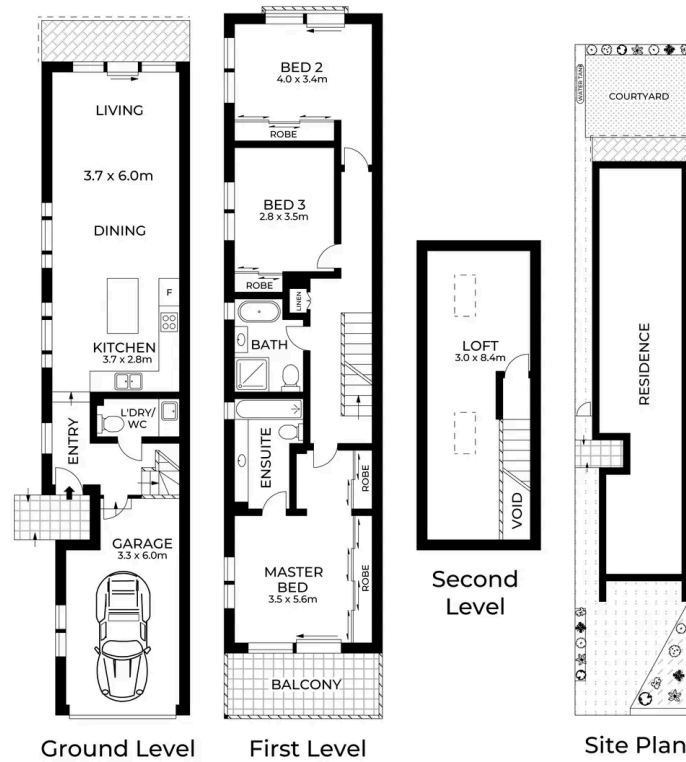 LIVING
3.7 x 6.0m
DINING
F
KITCHEN
3.7 x 2.8m
L'DRY/
WC
ENTRY
GARAGE
3.3 x 6.0m
Ground Level
BED 2
4.0 x 3.4m
ROBE
BED 3
2.8 x 3.5m
ROBE
LINEN
BATH
ENSUITE
ROBE
MASTER
BED
3.5 x 5.6m
ROBE
BALCONY
First Level
LOFT
3.0 x 8.4m
VOID
Second
Level
WATER TANK
COURTYARD
RESIDENCE
Site Plan